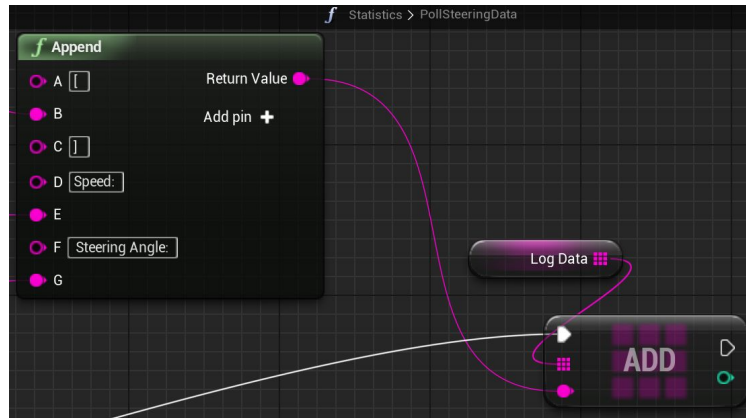 f Statistics > PollSteeringData
f Append
A [
Return Value
B
Add pin +
C ]
D Speed:
E
F Steering Angle:
G
Log Data
ADD